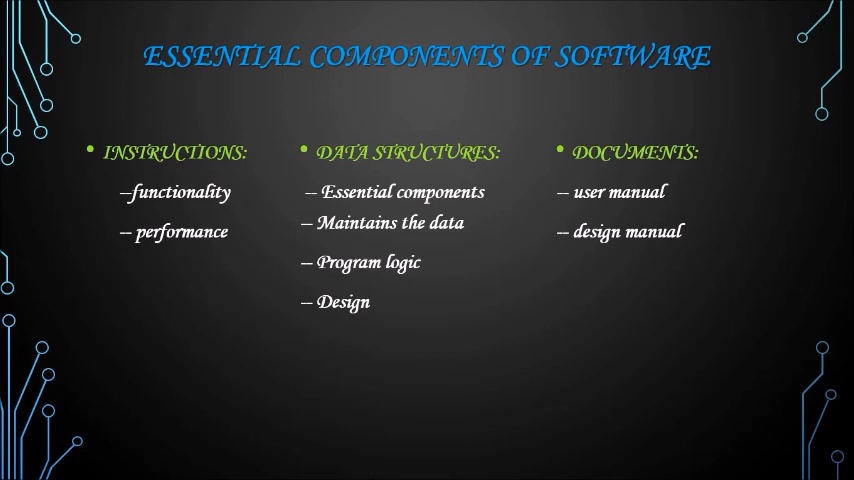 ESSENTIAL COMPONENTS OF SOFTWARE
• INSTRUCTIONS:
–functionality
– performance
• DATA STRUCTURES:
– Essential components
– Maintains the data
– Program logic
– Design
• DOCUMENTS:
– user manual
– design manual